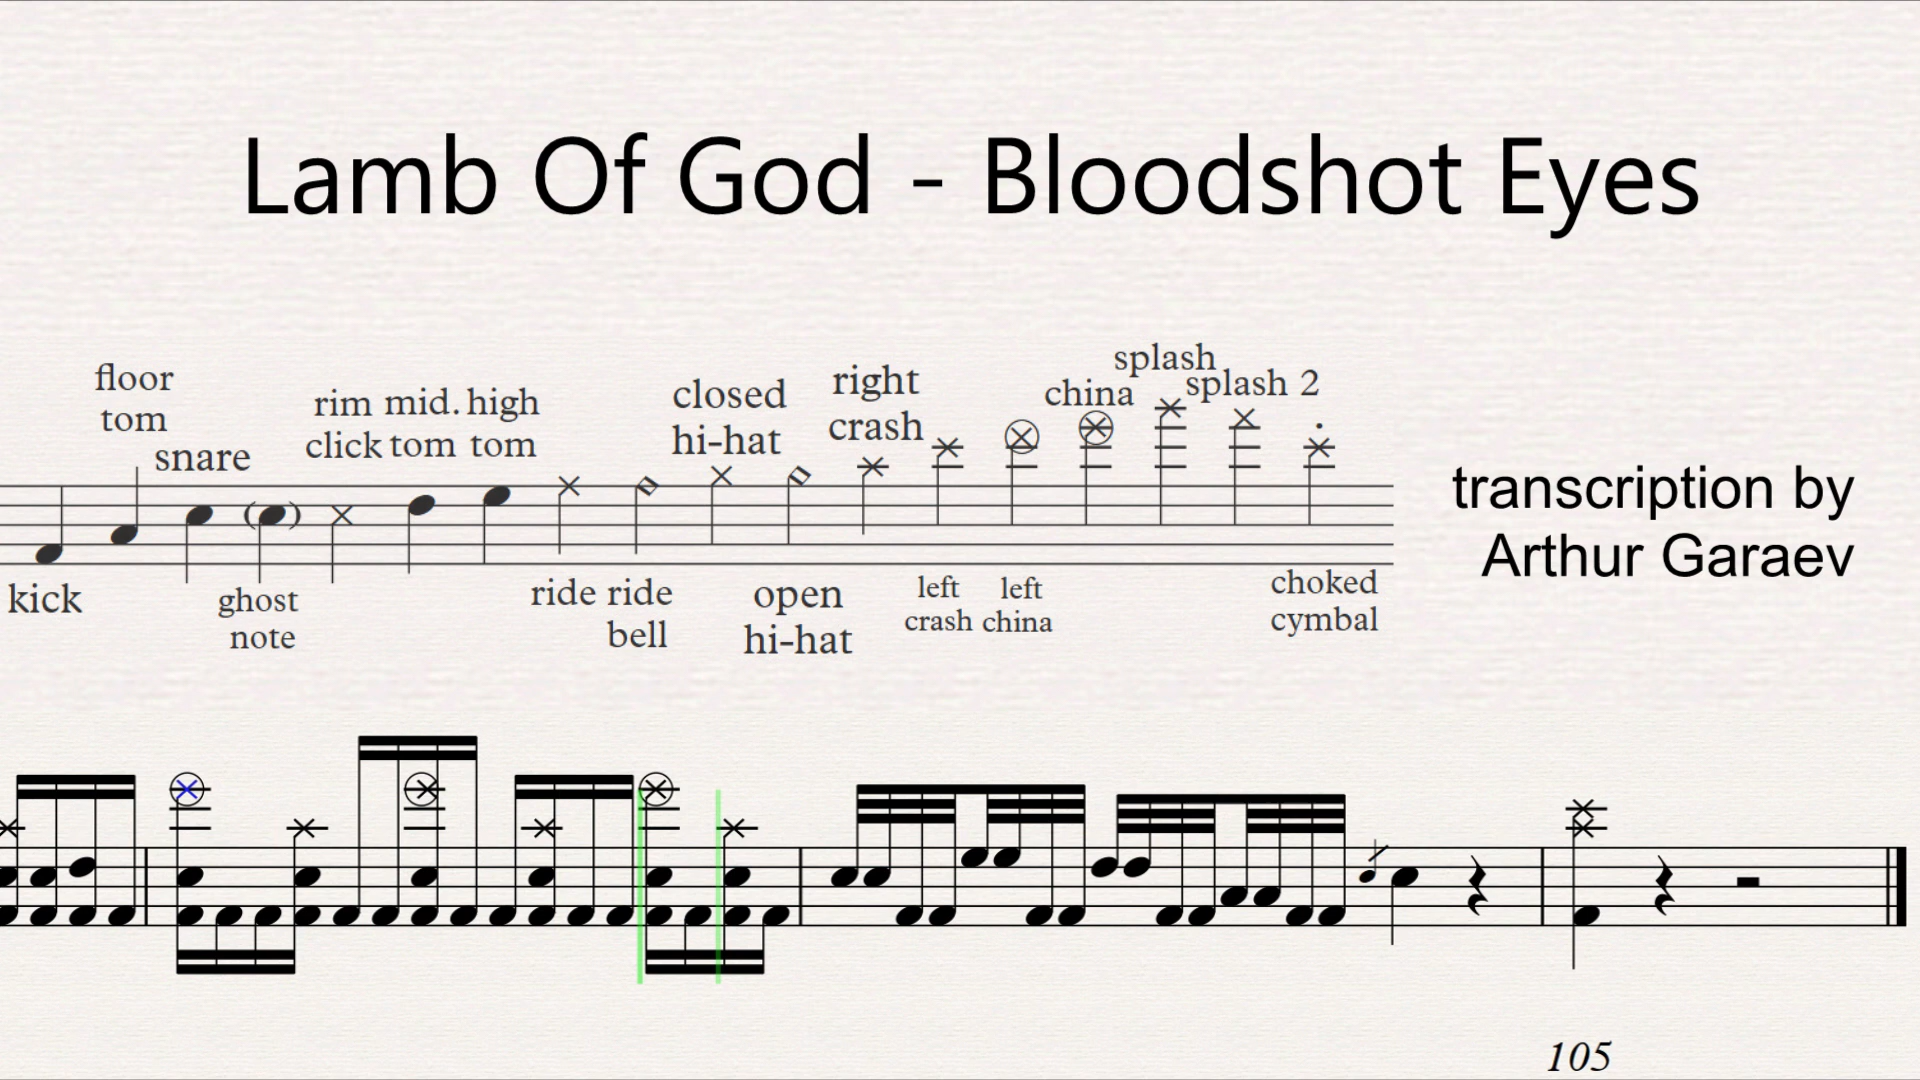 Lamb Of God - Bloodshot Eyes
kick
floor
tom
snare
ghost
note
rim
click
mid.
tom
high
tom
ride
ride
bell
closed
hi-hat
open
hi-hat
right
crash
left
crash
left
china
china
splash
splash 2
choked
cymbal
transcription by
Arthur Garaev
105